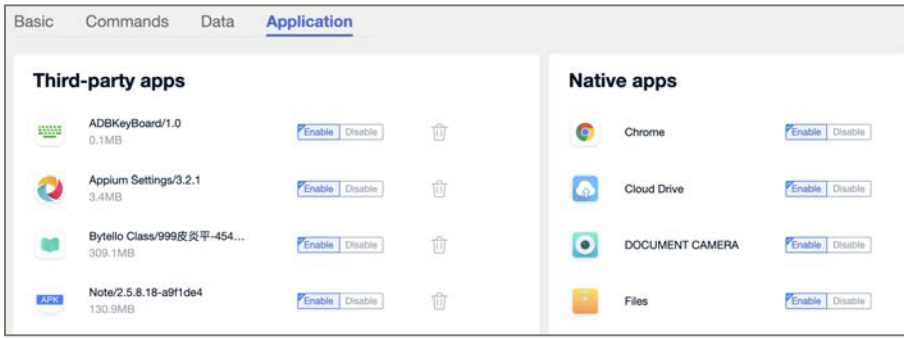 Basic Commands Data Application
Third-party apps
ADBKeyBoard/1.0
0.1MB
Enable Disable
Appium Settings/3.2.1
3.4MB
Enable Disable
Bytello Class/999皮炎平-454...
309.1MB
Enable Disable
APK
Note/2.5.8.18-a9f1de4
130.9MB
Enable Disable
Native apps
Chrome
Enable Disable
Cloud Drive
Enable Disable
DOCUMENT CAMERA
Enable Disable
Files
Enable Disable